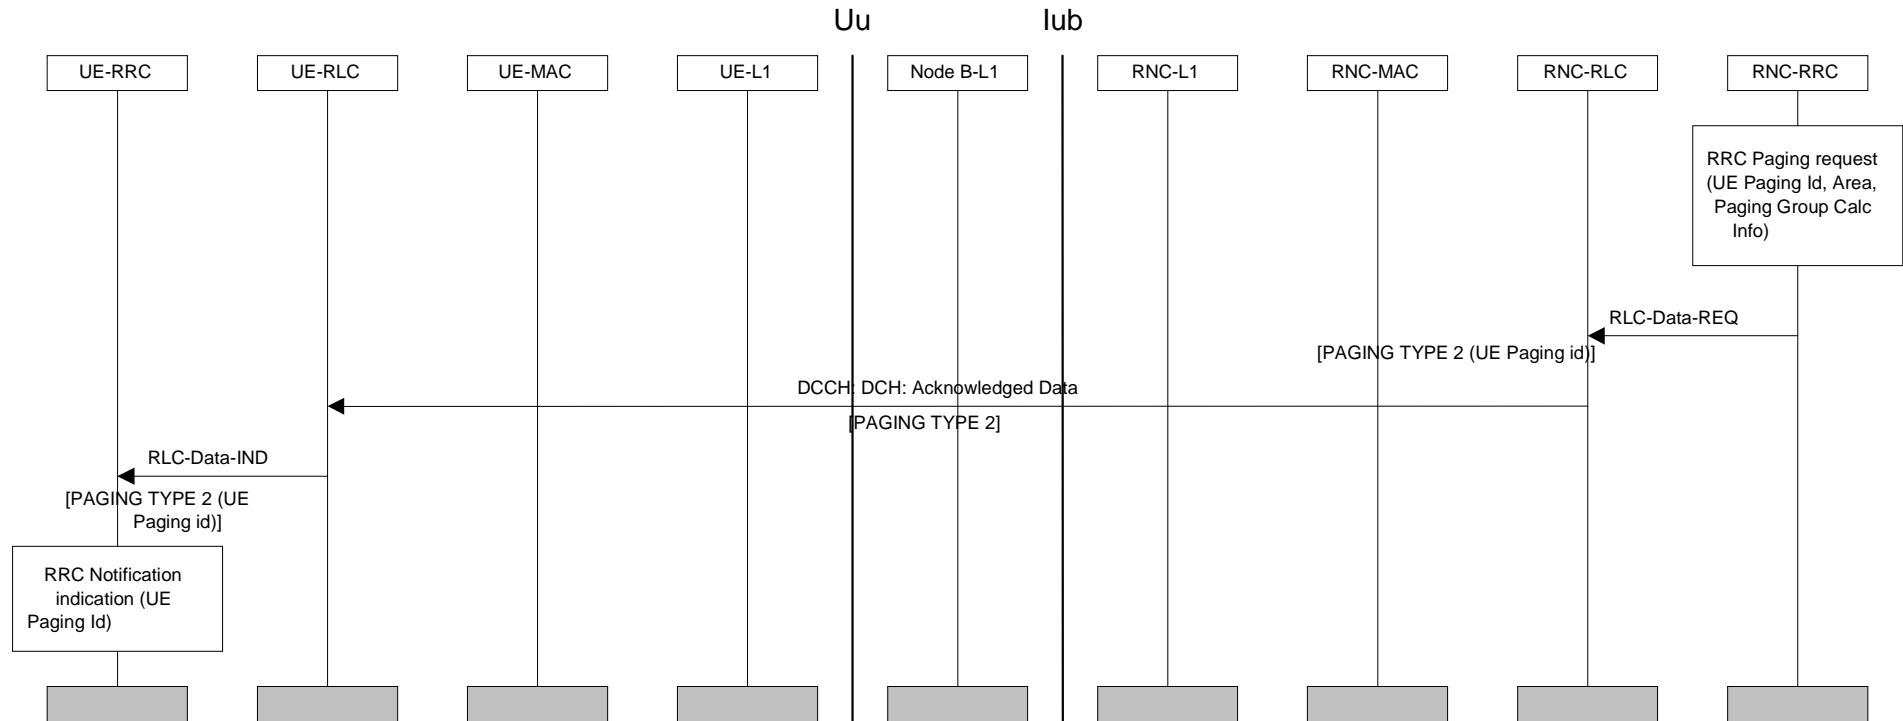 Uu
Iub
UE-RRC
UE-RLC
UE-MAC
UE-L1
Node B-L1
RNC-L1
RNC-MAC
RNC-RLC
RNC-RRC
RRC Paging request
(UE Paging Id, Area,
Paging Group Calc
Info)
RLC-Data-REQ
[PAGING TYPE 2 (UE Paging id)]
DCCH: DCH: Acknowledged Data
[PAGING TYPE 2]
RLC-Data-IND
[PAGING TYPE 2 (UE
Paging id)]
RRC Notification
indication (UE
Paging Id)